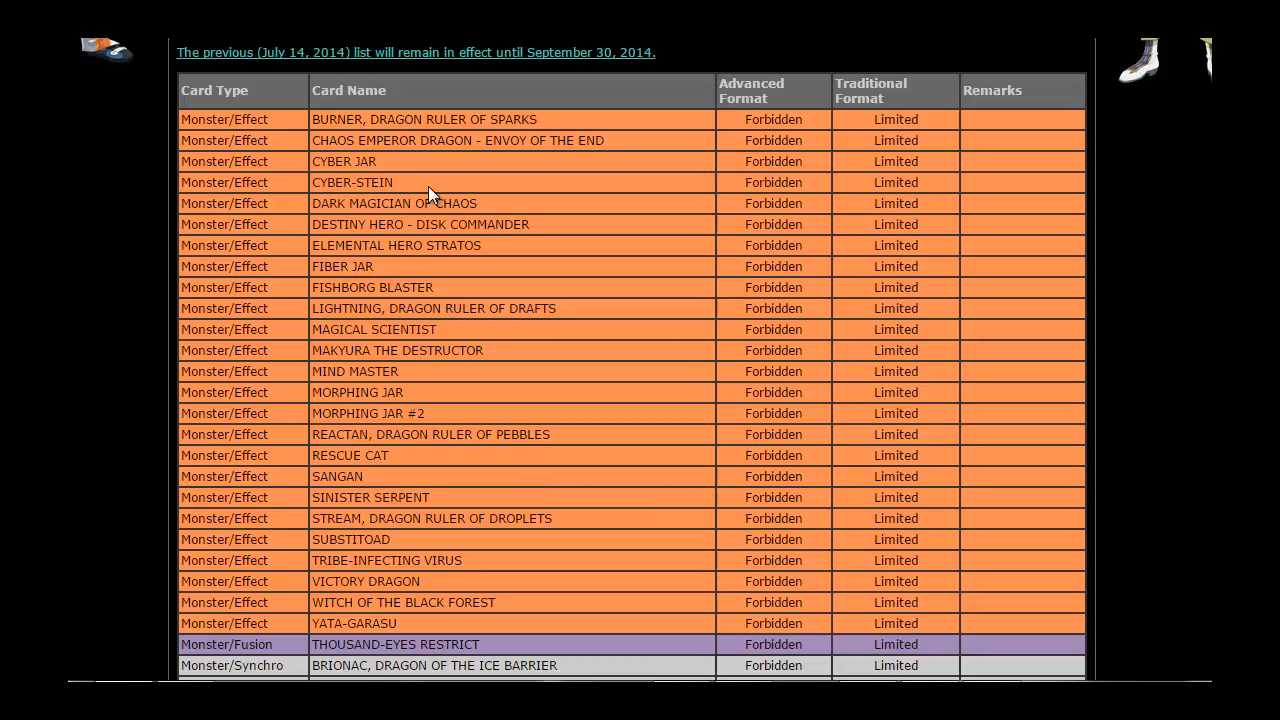 The previous (July 14, 2014) list will remain in effect until September 30, 2014.
Card Type Card Name Advanced Format Traditional Format Remarks
Monster/Effect BURNER, DRAGON RULER OF SPARKS Forbidden Limited
Monster/Effect CHAOS EMPEROR DRAGON - ENVOY OF THE END Forbidden Limited
Monster/Effect CYBER JAR Forbidden Limited
Monster/Effect CYBER-STEIN Forbidden Limited
Monster/Effect DARK MAGICIAN OF CHAOS Forbidden Limited
Monster/Effect DESTINY HERO - DISK COMMANDER Forbidden Limited
Monster/Effect ELEMENTAL HERO STRATOS Forbidden Limited
Monster/Effect FIBER JAR Forbidden Limited
Monster/Effect FISHBORG BLASTER Forbidden Limited
Monster/Effect LIGHTNING, DRAGON RULER OF DRAFTS Forbidden Limited
Monster/Effect MAGICAL SCIENTIST Forbidden Limited
Monster/Effect MAKYURA THE DESTRUCTOR Forbidden Limited
Monster/Effect MIND MASTER Forbidden Limited
Monster/Effect MORPHING JAR Forbidden Limited
Monster/Effect MORPHING JAR #2 Forbidden Limited
Monster/Effect REACTAN, DRAGON RULER OF PEBBLES Forbidden Limited
Monster/Effect RESCUE CAT Forbidden Limited
Monster/Effect SANGAN Forbidden Limited
Monster/Effect SINISTER SERPENT Forbidden Limited
Monster/Effect STREAM, DRAGON RULER OF DROPLETS Forbidden Limited
Monster/Effect SUBSTITOAD Forbidden Limited
Monster/Effect TRIBE-INFECTING VIRUS Forbidden Limited
Monster/Effect VICTORY DRAGON Forbidden Limited
Monster/Effect WITCH OF THE BLACK FOREST Forbidden Limited
Monster/Effect YATA-GARASU Forbidden Limited
Monster/Fusion THOUSAND-EYES RESTRICT Forbidden Limited
Monster/Synchro BRIONAC, DRAGON OF THE ICE BARRIER Forbidden Limited